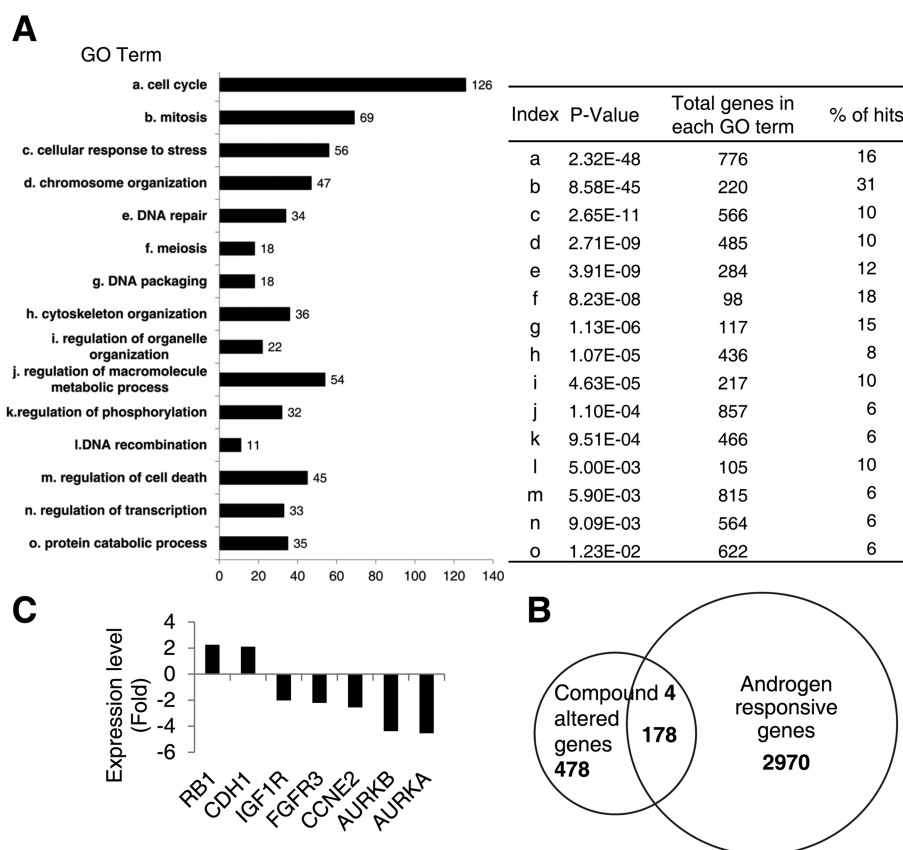 A
GO Term
a. cell cycle
126
b. mitosis
69
c. cellular response to stress
56
d. chromosome organization
47
e. DNA repair
34
f. meiosis
18
g. DNA packaging
18
h. cytoskeleton organization
36
i. regulation of organelle
organization
22
j. regulation of macromolecule
metabolic process
54
k.regulation of phosphorylation
32
l.DNA recombination
11
m. regulation of cell death
45
n. regulation of transcription
33
o. protein catabolic process
35
0 20 40 60 80 100 120 140
Index P-Value Total genes in each GO term % of hits
a 2.32E-48 776 16
b 8.58E-45 220 31
c 2.65E-11 566 10
d 2.71E-09 485 10
e 3.91E-09 284 12
f 8.23E-08 98 18
g 1.13E-06 117 15
h 1.07E-05 436 8
i 4.63E-05 217 10
j 1.10E-04 857 6
k 9.51E-04 466 6
l 5.00E-03 105 10
m 5.90E-03 815 6
n 9.09E-03 564 6
o 1.23E-02 622 6
C
Expression level
(Fold)
4
2
0
-2
-4
-6
RB1
CDH1
IGF1R
FGFR3
CCNE2
AURKB
AURKA
B
Compound 4
altered
genes
478
178
Androgen
responsive
genes
2970